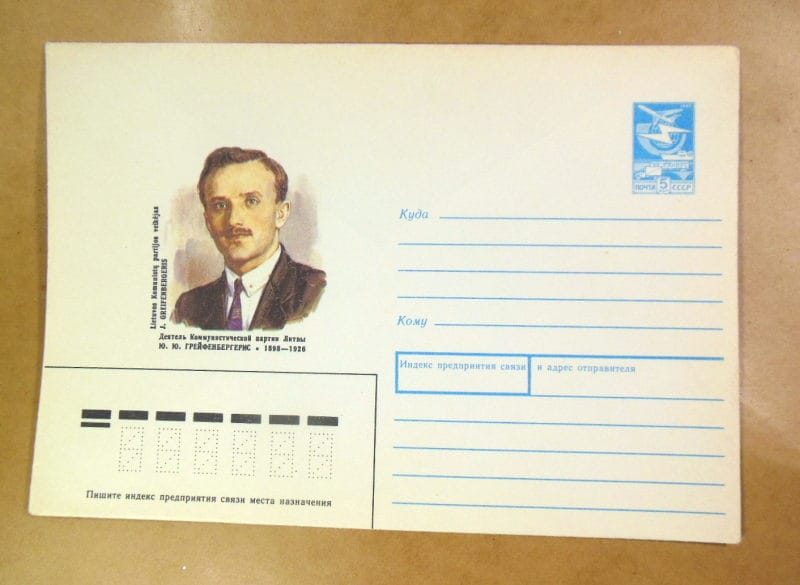 Lietuvos Komunistų partijos veikėjas
J. GREIFENBERGERIS
Деятель Коммунистической партии Литвы
Ю. Ю. ГРЕЙФЕНБЕРГЕРИС • 1898—1926
ПОЧТА 5 СССР
Куда
Кому
Индекс предприятия связи и адрес отправителя
Пишите индекс предприятия связи места назначения